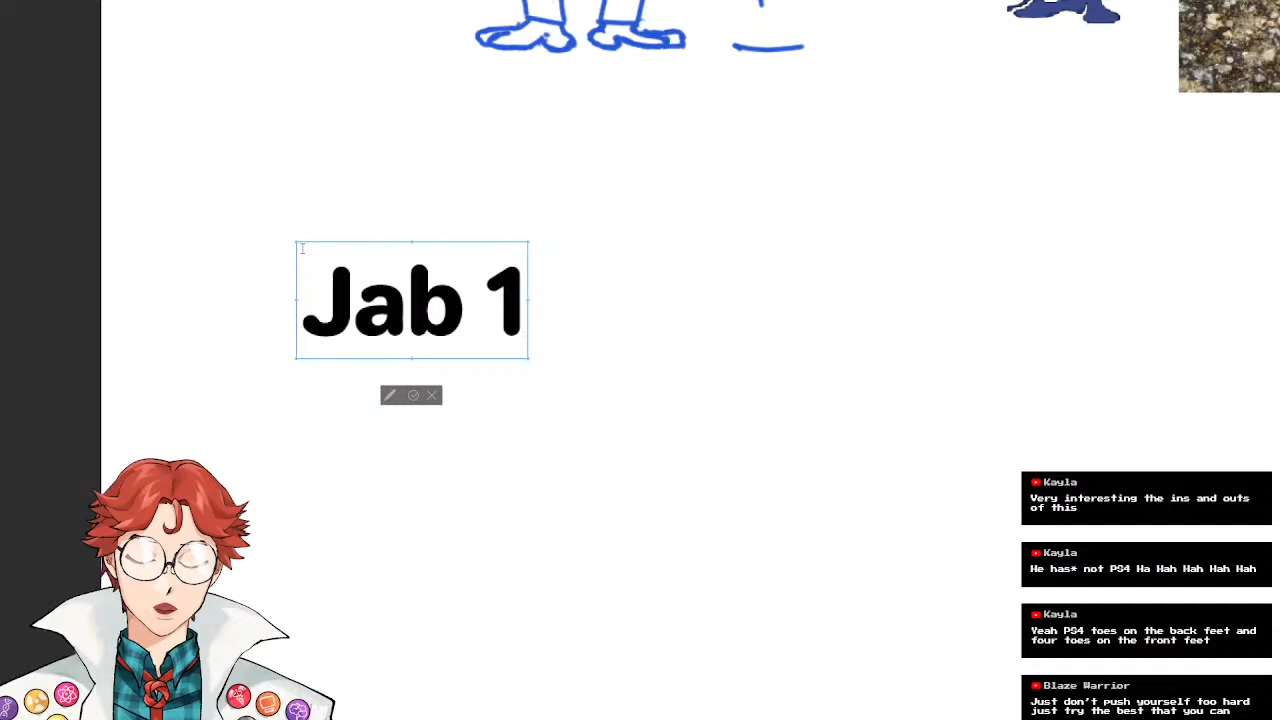 Jab 1
Kayla
Very interesting the ins and outs
of this
Kayla
He has* not PS4 Ha Hah Hah Hah Hah
Kayla
Yeah PS4 toes on the back feet and
four toes on the front feet
Blaze Warrior
Just don't push yourself too hard
just try the best that you can